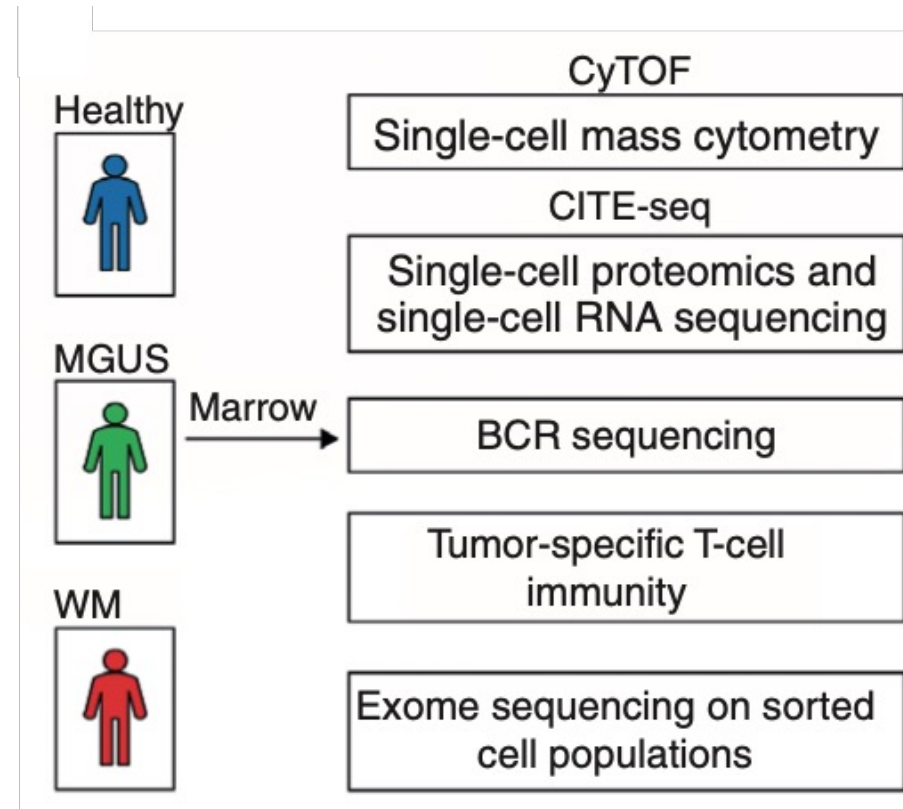 Healthy
MGUS
WM
Marrow
CyTOF
Single-cell mass cytometry
CITE-seq
Single-cell proteomics and
single-cell RNA sequencing
BCR sequencing
Tumor-specific T-cell
immunity
Exome sequencing on sorted
cell populations